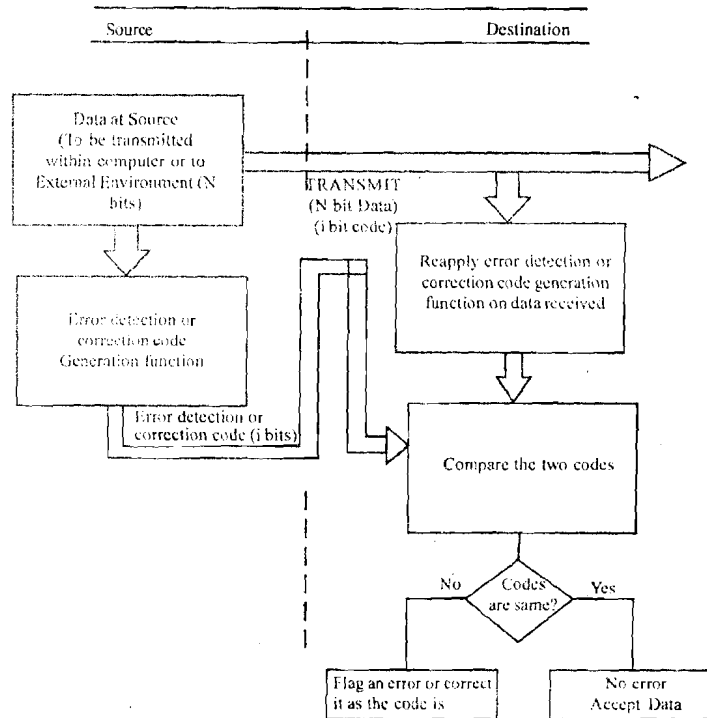 Source
Destination
Data at Source
(To be transmitted
within computer or to
External Environment (N
bits)
TRANSMIT
(N bit Data)
(i bit code)
Reapply error detection or
correction code generation
function on data received
Error detection or
correction code
Generation function
Error detection or
correction code (i bits)
Compare the two codes
No
Codes
are same?
Yes
Flag an error or correct
it as the code is
No error
Accept Data